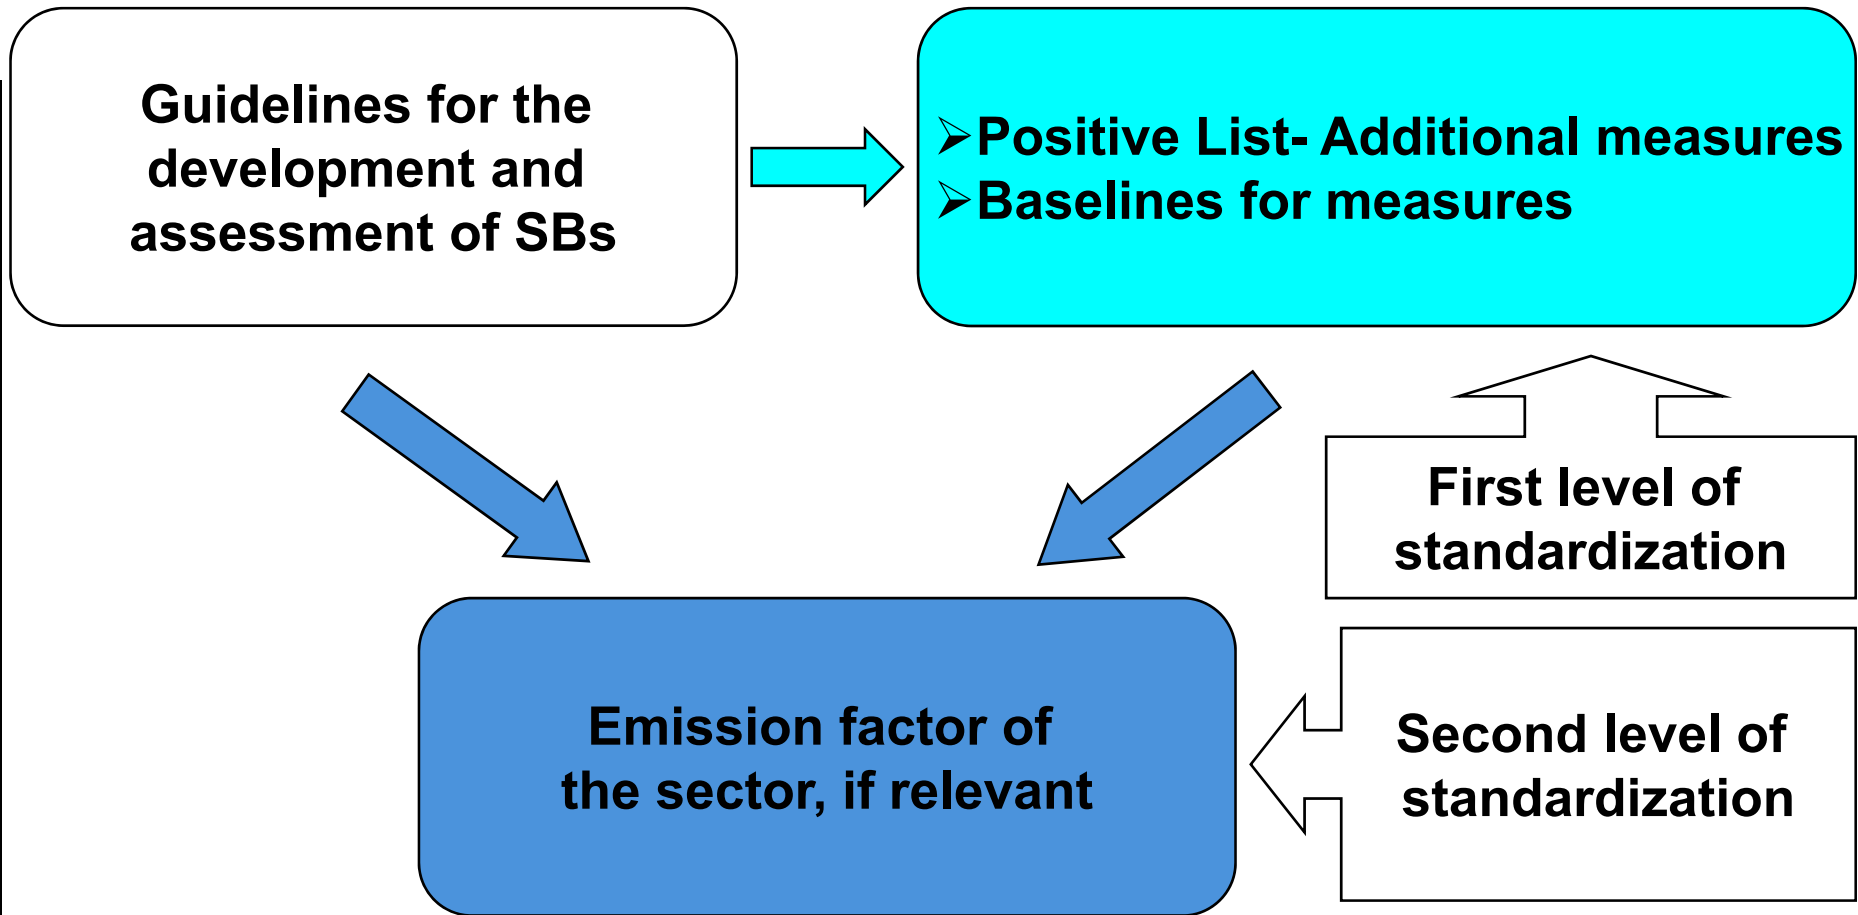 Guidelines for the
development and
assessment of SBs
➢Positive List- Additional measures
➢Baselines for measures
First level of
standardization
Emission factor of
the sector, if relevant
Second level of
standardization